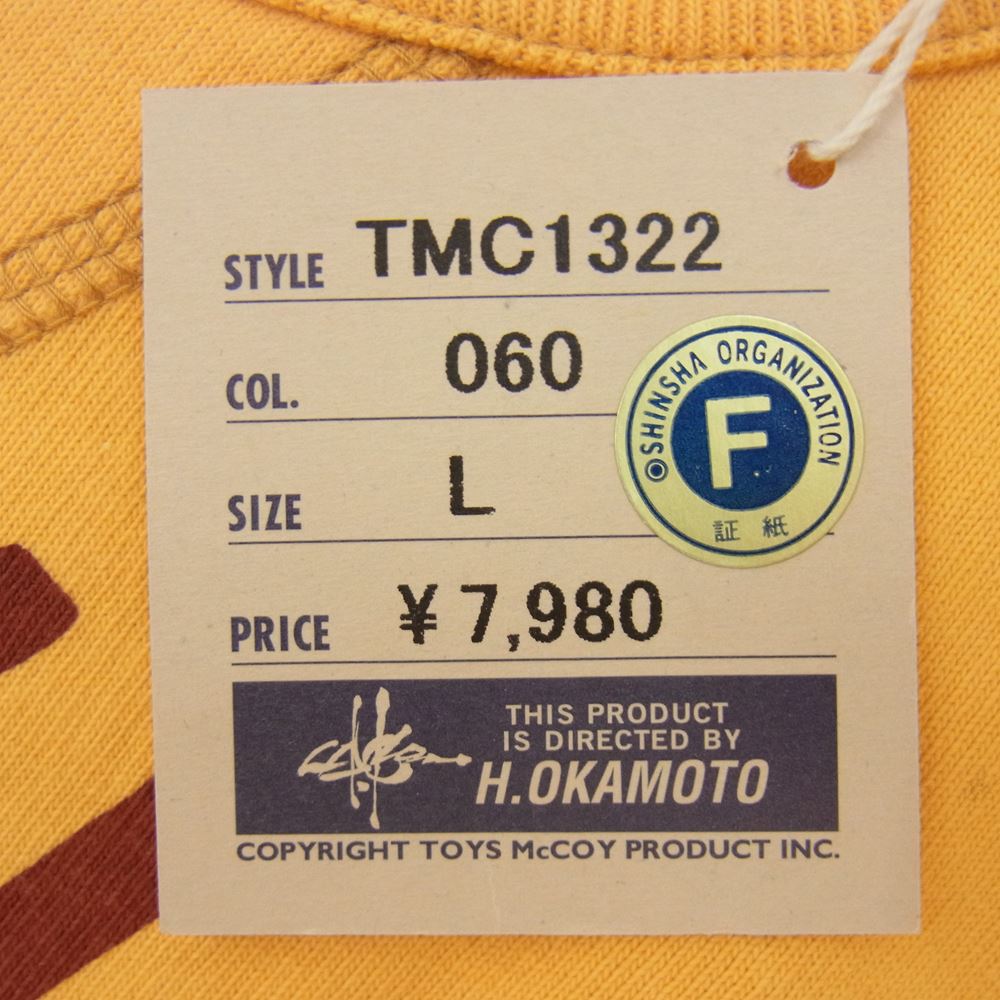 STYLE TMC1322
COL. 060
SHINSHA ORGANIZATION
F
証紙
SIZE L
PRICE ¥7,980
THIS PRODUCT
IS DIRECTED BY
H.OKAMOTO
COPYRIGHT TOYS McCOY PRODUCT INC.